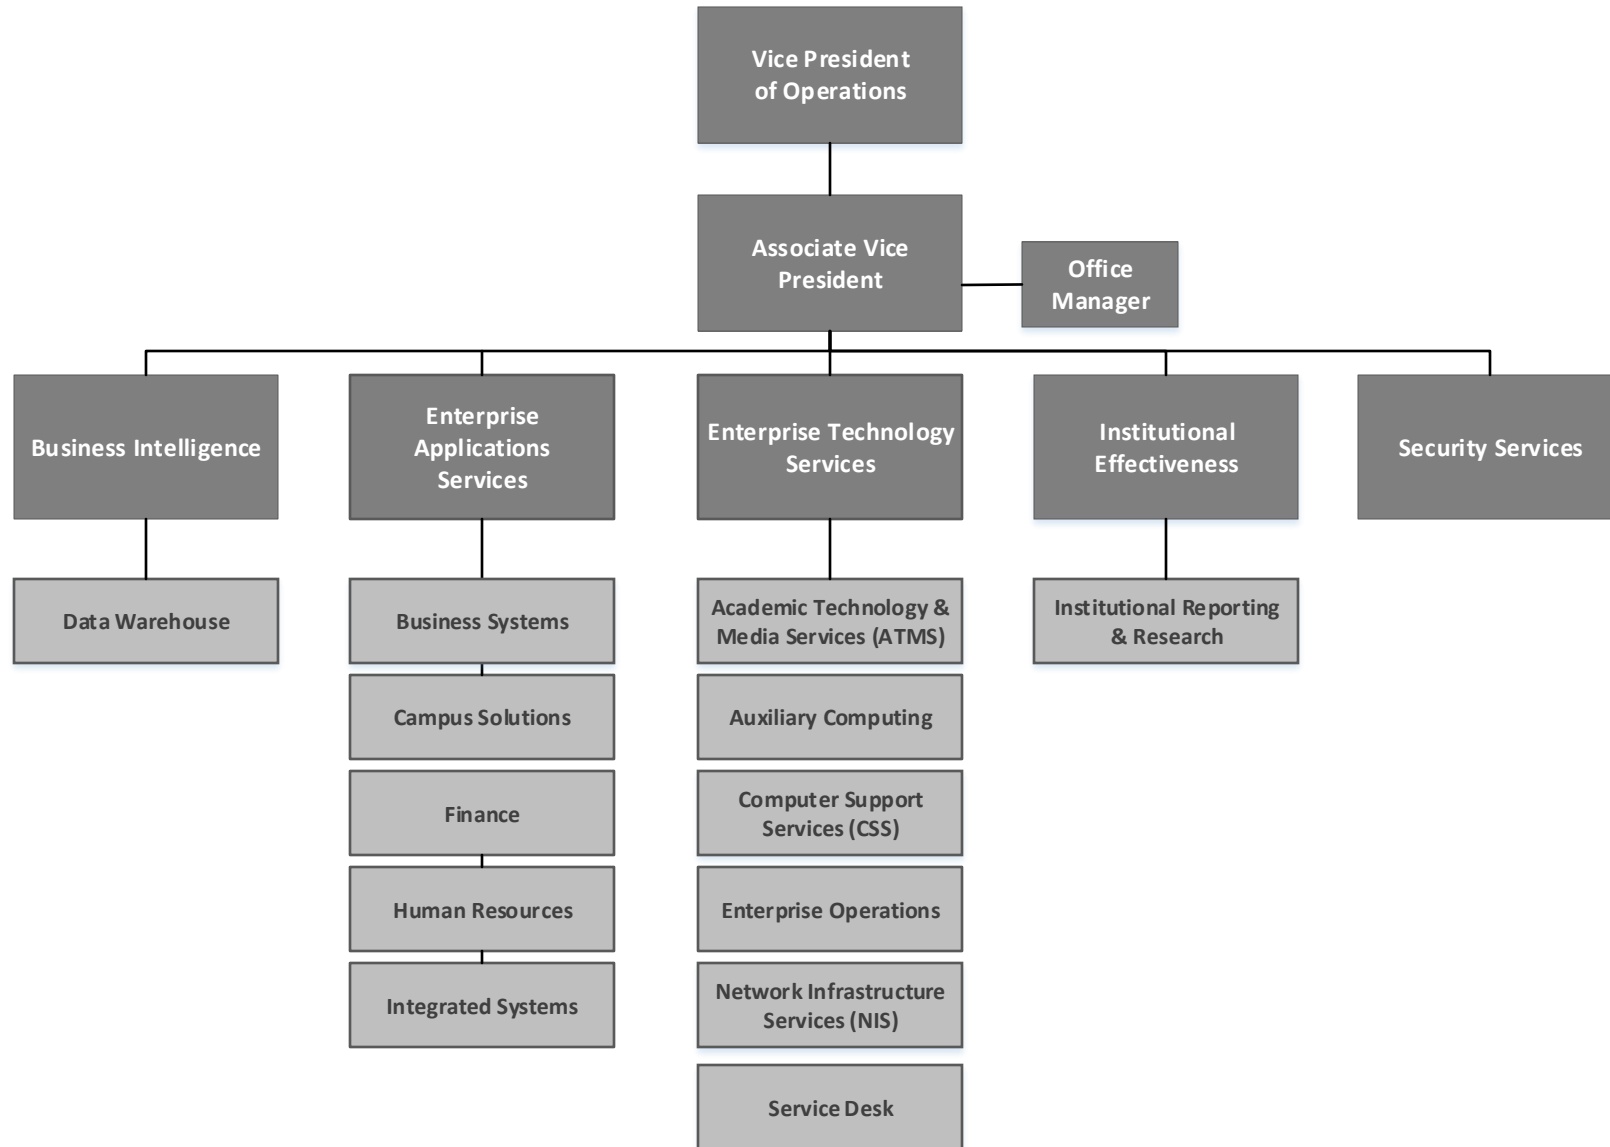 Vice President
of Operations
Associate Vice
President
Office
Manager
Business Intelligence
Enterprise
Applications
Services
Enterprise Technology
Services
Institutional
Effectiveness
Security Services
Data Warehouse
Business Systems
Academic Technology &
Media Services (ATMS)
Institutional Reporting
& Research
Campus Solutions
Auxiliary Computing
Finance
Computer Support
Services (CSS)
Human Resources
Enterprise Operations
Integrated Systems
Network Infrastructure
Services (NIS)
Service Desk